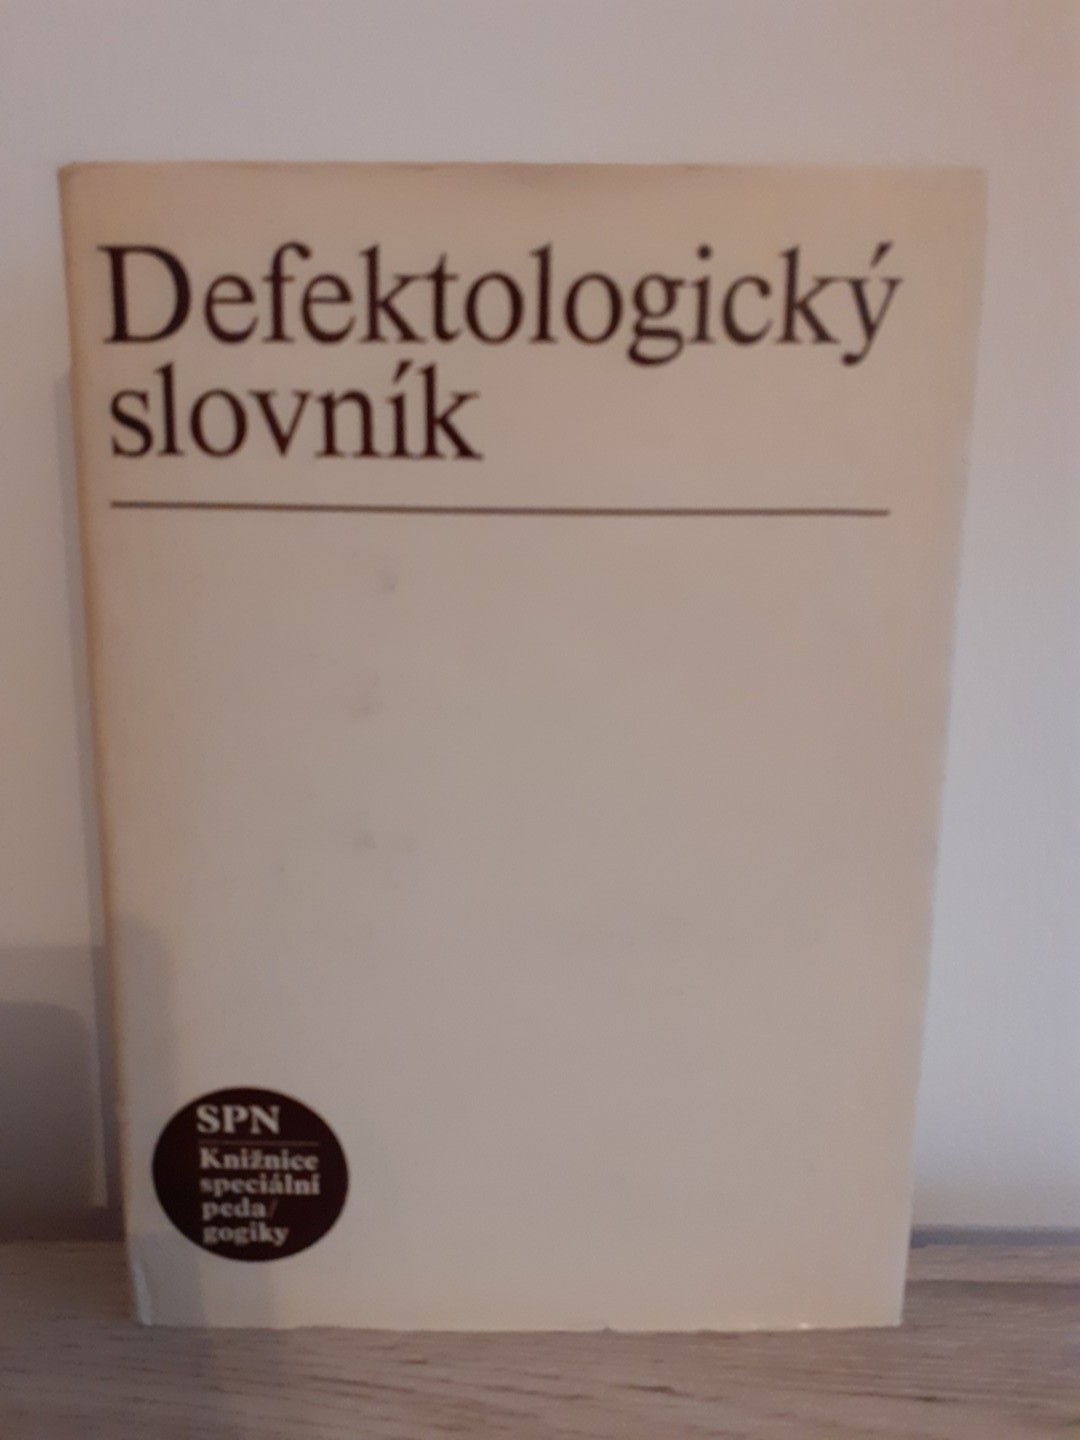 Defektologický
slovník
SPN
Knižnice
speciální
peda/
gogiky